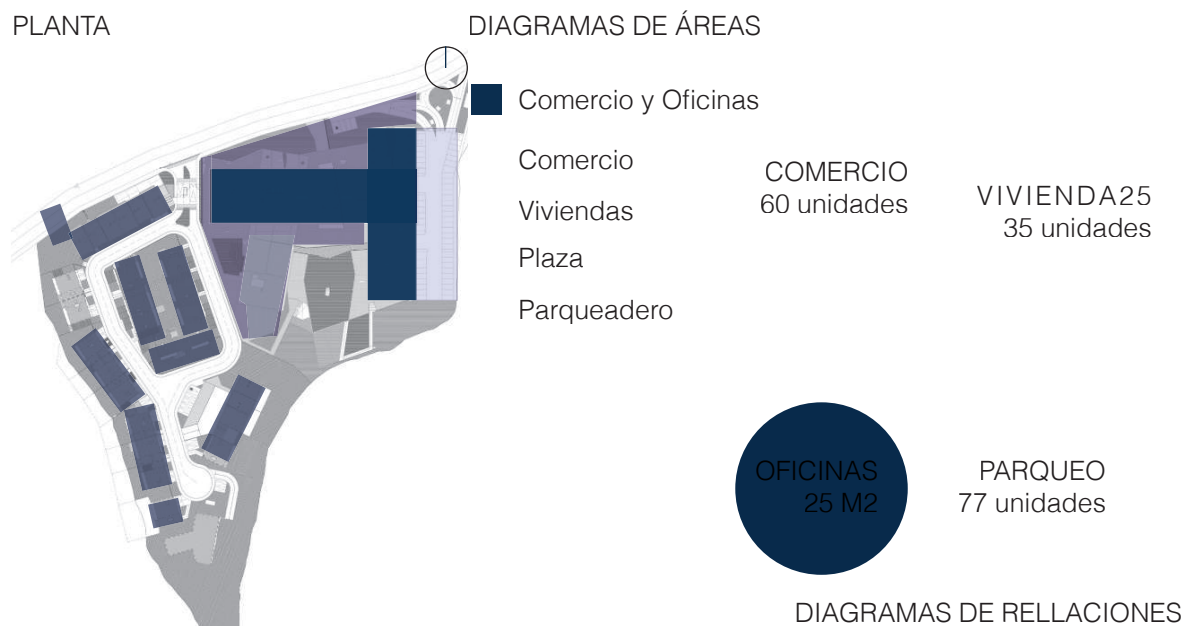 PLANTA
DIAGRAMAS DE ÁREAS
Comercio y Oficinas
Comercio
Viviendas
Plaza
Parqueadero
COMERCIO
60 unidades
VIVIENDA25
35 unidades
OFICINAS
25 M2
PARQUEO
77 unidades
DIAGRAMAS DE RELLACIONES